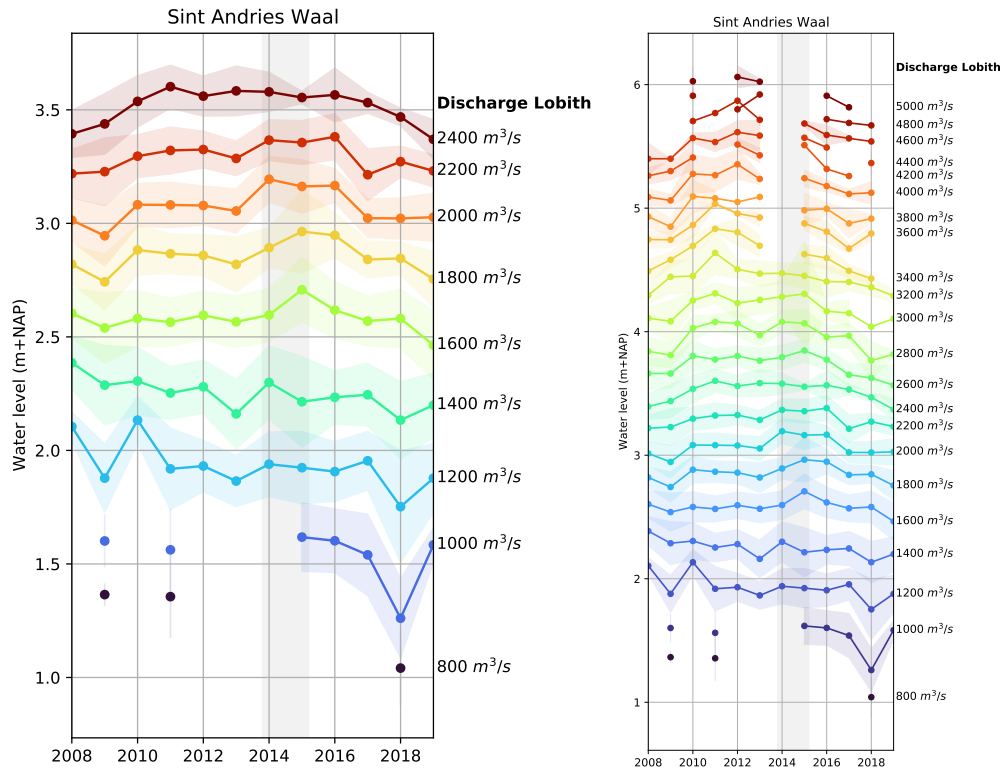 Sint Andries Waal
Water level (m+NAP)
3.5
3.0
2.5
2.0
1.5
1.0
2008 2010 2012 2014 2016 2018
Discharge Lobith
2400 m³/s
2200 m³/s
2000 m³/s
1800 m³/s
1600 m³/s
1400 m³/s
1200 m³/s
1000 m³/s
800 m³/s
Sint Andries Waal
Water level (m+NAP)
6
5
4
3
2
1
2008 2010 2012 2014 2016 2018
Discharge Lobith
5000 m³/s
4800 m³/s
4600 m³/s
4400 m³/s
4200 m³/s
4000 m³/s
3800 m³/s
3600 m³/s
3400 m³/s
3200 m³/s
3000 m³/s
2800 m³/s
2600 m³/s
2400 m³/s
2200 m³/s
2000 m³/s
1800 m³/s
1600 m³/s
1400 m³/s
1200 m³/s
1000 m³/s
800 m³/s